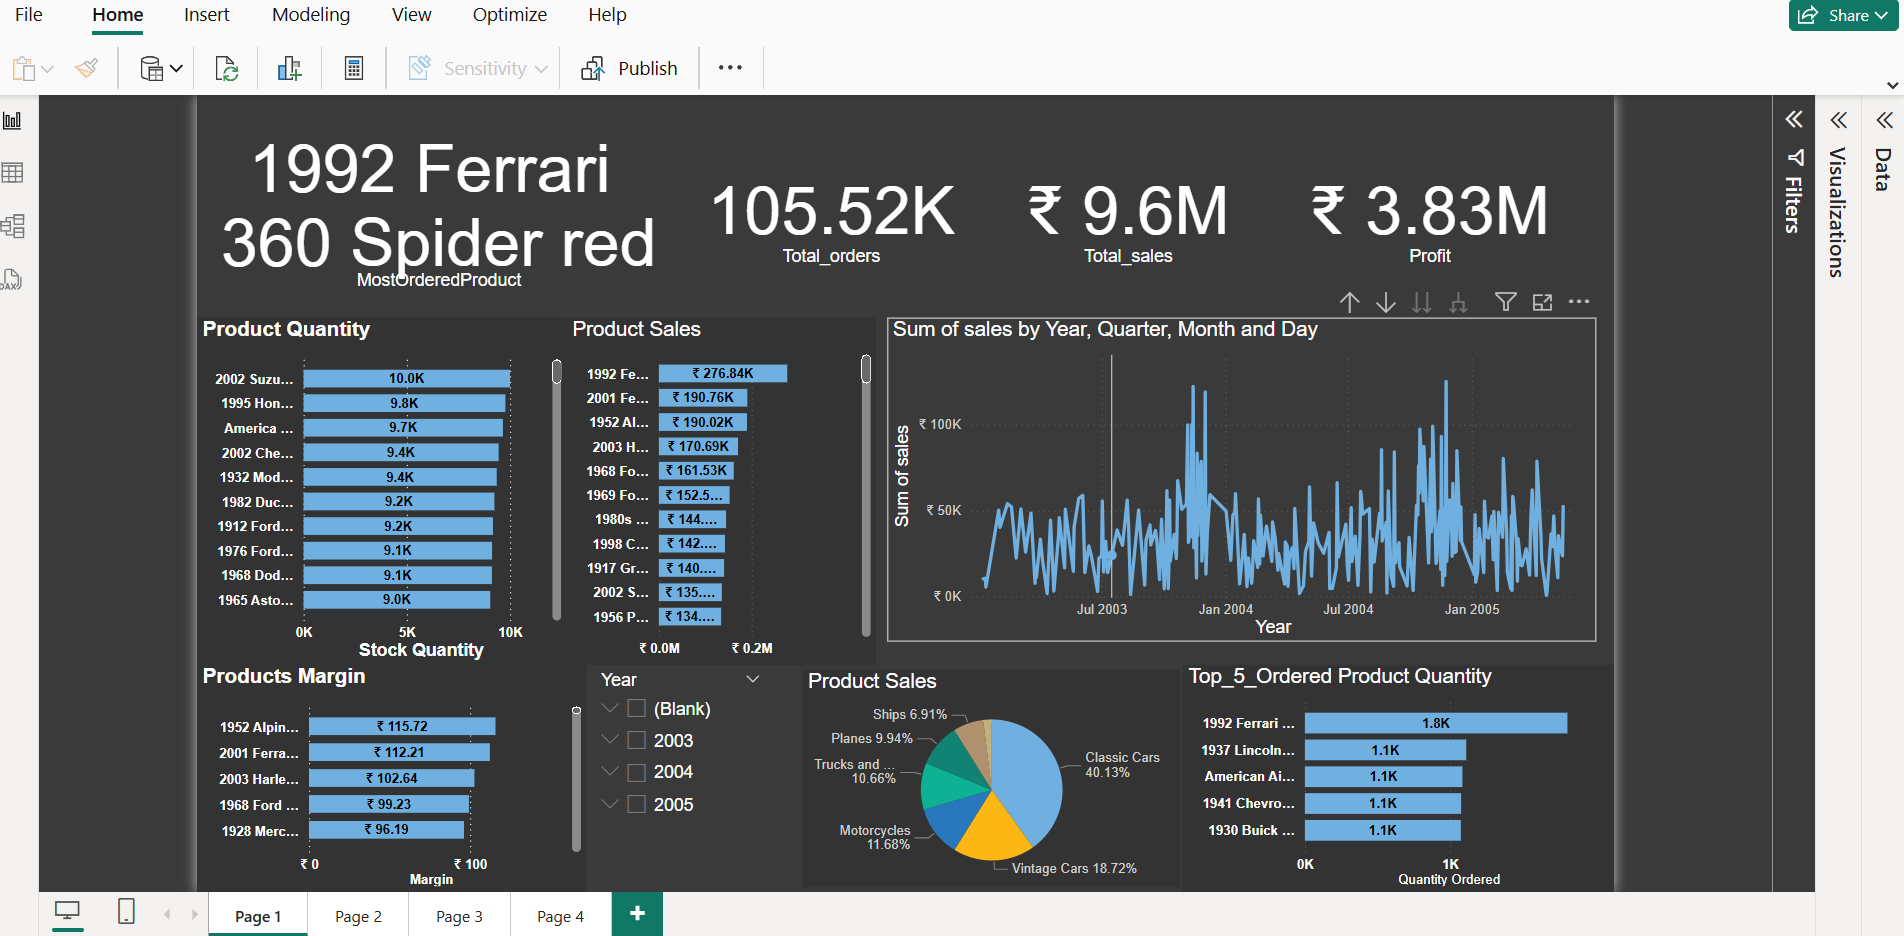 File Home Insert Modeling View Optimize Help
Share
Sensitivity
Publish
1992 Ferrari
360 Spider red
MostOrderedProduct
105.52K
Total_orders
₹ 9.6M
Total_sales
₹ 3.83M
Profit
Filters
Visualizations
Data
DAX
Product Quantity
2002 Suzu... 10.0K
1995 Hon... 9.8K
America ... 9.7K
2002 Che... 9.4K
1932 Mod... 9.4K
1982 Duc... 9.2K
1912 Ford... 9.2K
1976 Ford... 9.1K
1968 Dod... 9.1K
1965 Asto... 9.0K
0K 5K 10K
Stock Quantity
Product Sales
1992 Fe... ₹ 276.84K
2001 Fe... ₹ 190.76K
1952 Al... ₹ 190.02K
2003 H... ₹ 170.69K
1968 Fo... ₹ 161.53K
1969 Fo... ₹ 152.5...
1980s ... ₹ 144....
1998 C... ₹ 142....
1917 Gr... ₹ 140....
2002 S... ₹ 135....
1956 P... ₹ 134....
₹ 0.0M ₹ 0.2M
Sum of sales by Year, Quarter, Month and Day
Sum of sales
₹ 100K
₹ 50K
₹ 0K
Jul 2003 Jan 2004 Jul 2004 Jan 2005
Year
Products Margin
1952 Alpin... ₹ 115.72
2001 Ferra... ₹ 112.21
2003 Harle... ₹ 102.64
1968 Ford ... ₹ 99.23
1928 Merc... ₹ 96.19
₹ 0 ₹ 100
Margin
Year
(Blank)
2003
2004
2005
Product Sales
Ships 6.91%
Planes 9.94%
Trucks and ...
10.66%
Motorcycles
11.68%
Classic Cars
40.13%
Vintage Cars 18.72%
Top_5_Ordered Product Quantity
1992 Ferrari ... 1.8K
1937 Lincoln... 1.1K
American Ai... 1.1K
1941 Chevro... 1.1K
1930 Buick ... 1.1K
0K 1K
Quantity Ordered
Page 1 Page 2 Page 3 Page 4